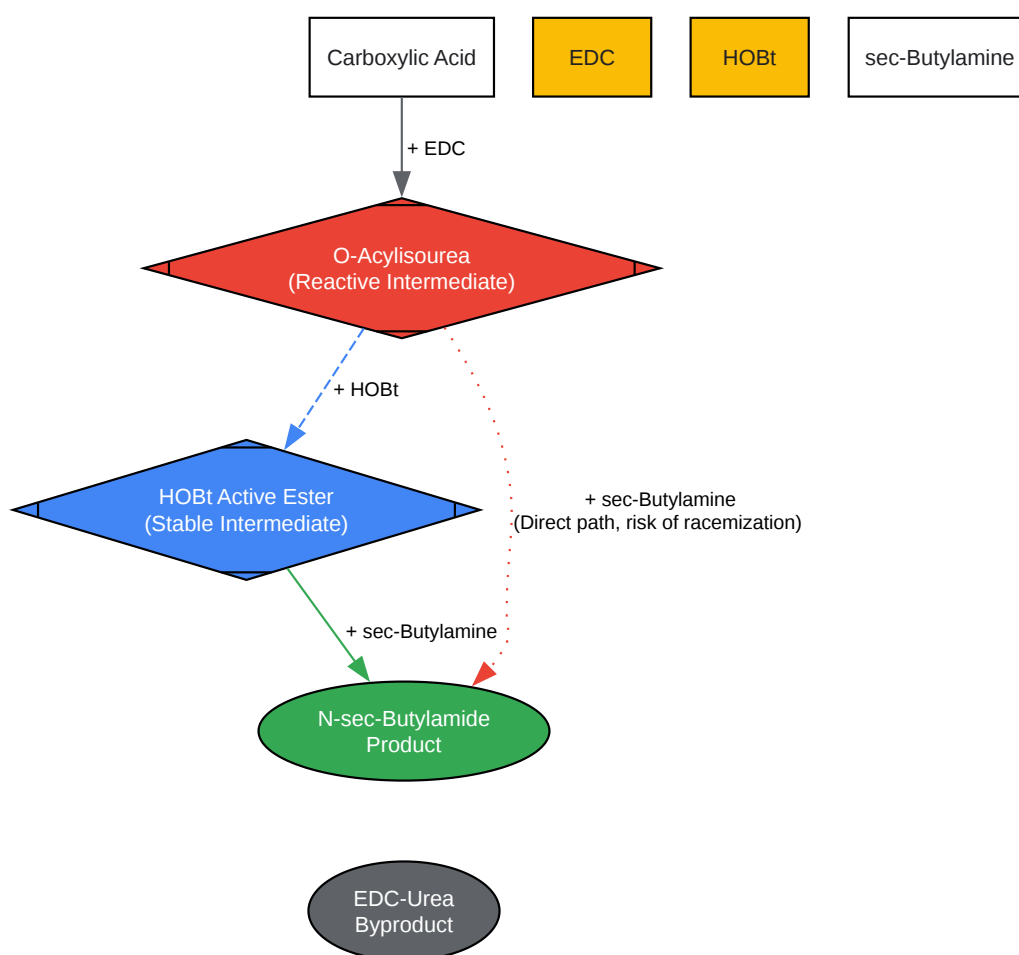 Carboxylic Acid
EDC
HOBt
sec-Butylamine
+ EDC
O-Acylisourea
(Reactive Intermediate)
+ HOBt
HOBt Active Ester
(Stable Intermediate)
+ sec-Butylamine
(Direct path, risk of racemization)
+ sec-Butylamine
N-sec-Butylamide
Product
EDC-Urea
Byproduct